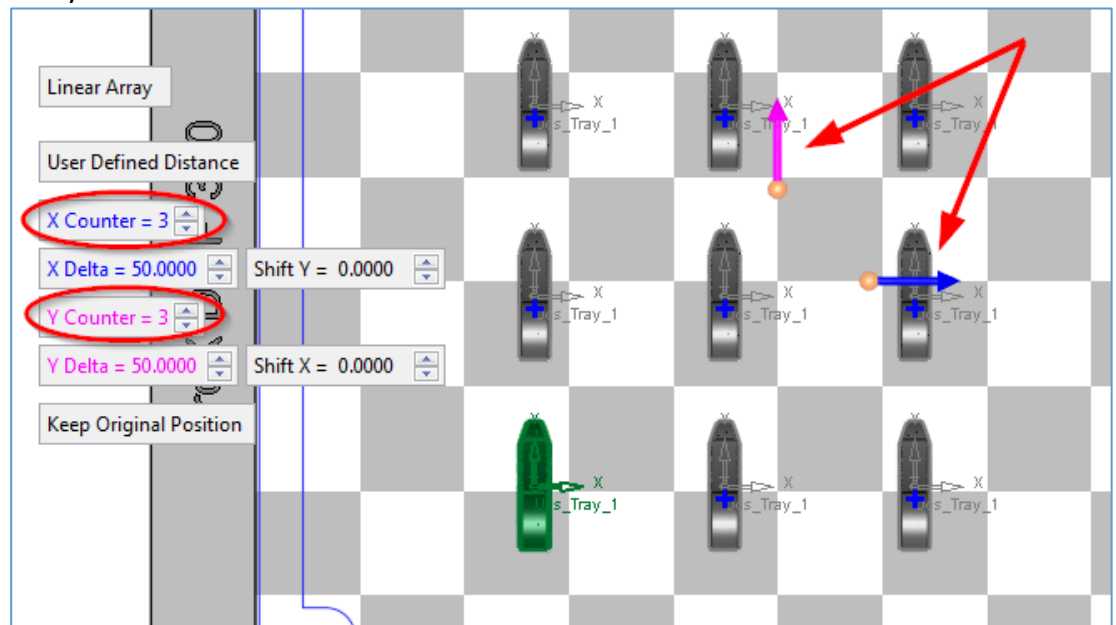 Linear Array
User Defined Distance
X Counter = 3
X Delta = 50.0000 Shift Y = 0.0000
Y Counter = 3
Y Delta = 50.0000 Shift X = 0.0000
Keep Original Position
Y Y Y
X X X
s_Tray_1 s_Tray_1 s_Tray_1
Y Y Y
X X X
s_Tray_1 s_Tray_1 s_Tray_1
Y Y Y
X X X
s_Tray_1 s_Tray_1 s_Tray_1